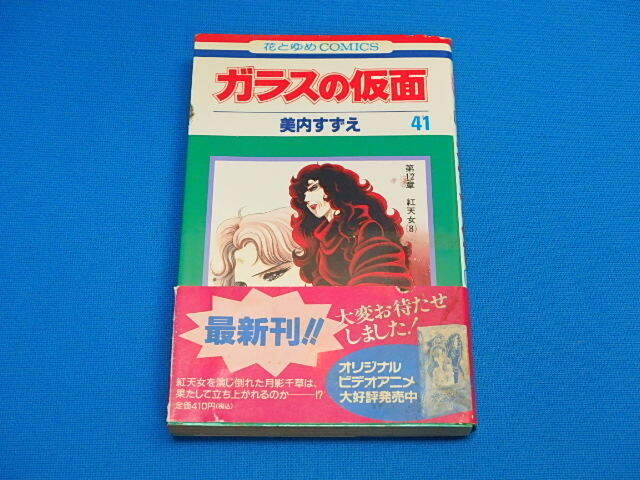 花とゆめCOMICS
ガラスの仮面
美内すずえ 41
第12章 紅天女(8)
最新刊!!
大変お待たせ
しました!
紅天女を演じ倒れた月影千草は、
果たして立ち上がれるのか──!?
定価410円(税込)
オリジナル
ビデオアニメ
大好評発売中